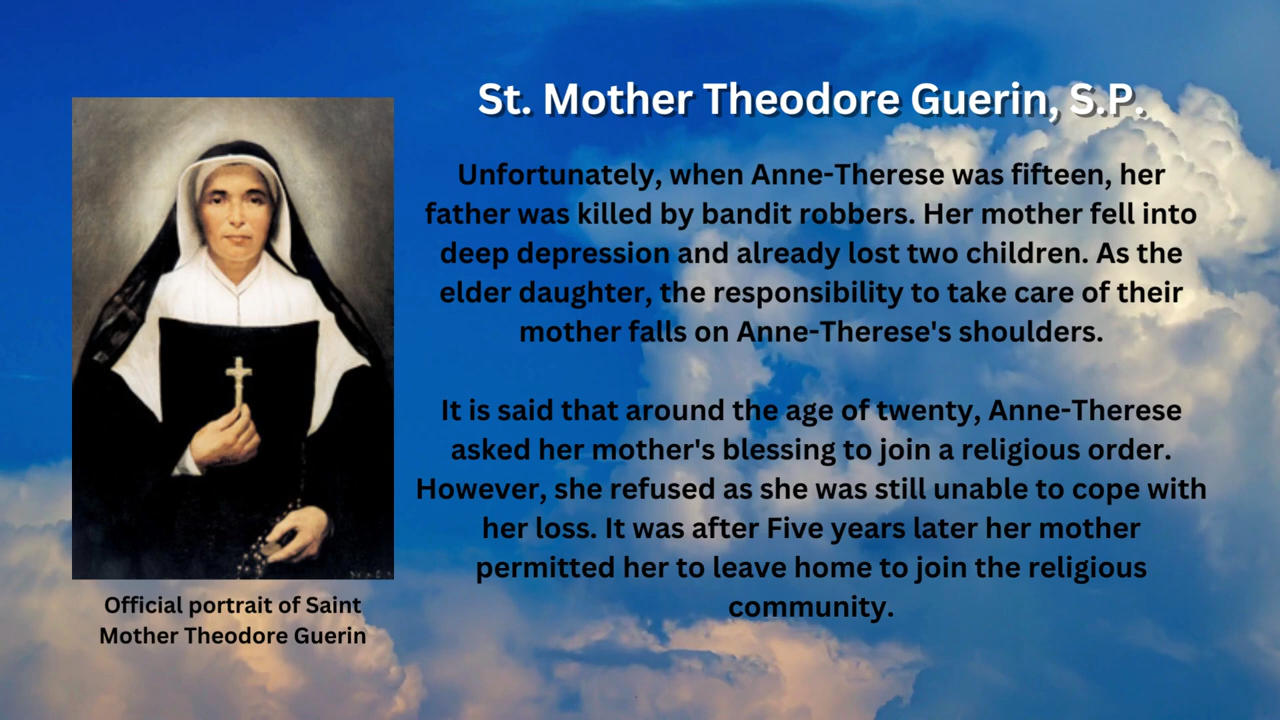 St. Mother Theodore Guerin, S.P.
Unfortunately, when Anne-Therese was fifteen, her
father was killed by bandit robbers. Her mother fell into
deep depression and already lost two children. As the
elder daughter, the responsibility to take care of their
mother falls on Anne-Therese's shoulders.
It is said that around the age of twenty, Anne-Therese
asked her mother's blessing to join a religious order.
However, she refused as she was still unable to cope with
her loss. It was after Five years later her mother
permitted her to leave home to join the religious
community.
Official portrait of Saint
Mother Theodore Guerin